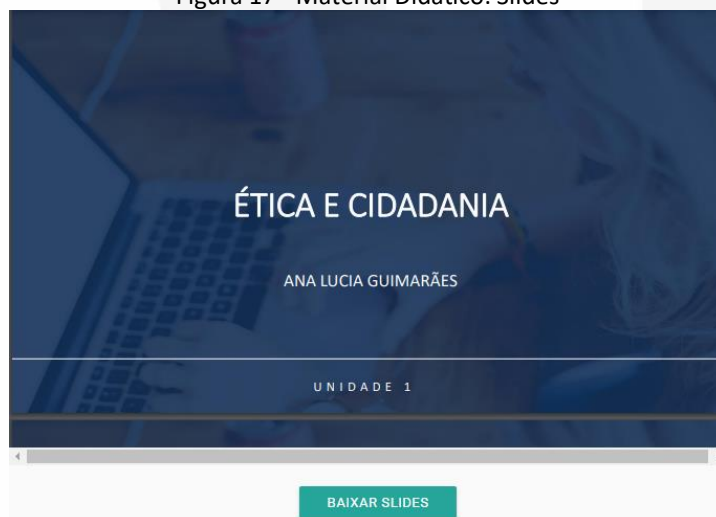 Figura 17 - Material Didático: Slides
ÉTICA E CIDADANIA
ANA LUCIA GUIMARÃES
UNIDADE 1
BAIXAR SLIDES